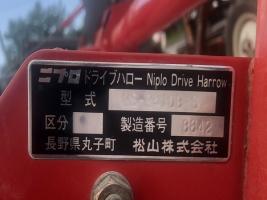 ニプロ ドライブハロー Niplo Drive Harrow
型式
区分 製造番号 8642
長野県丸子町 松山株式会社